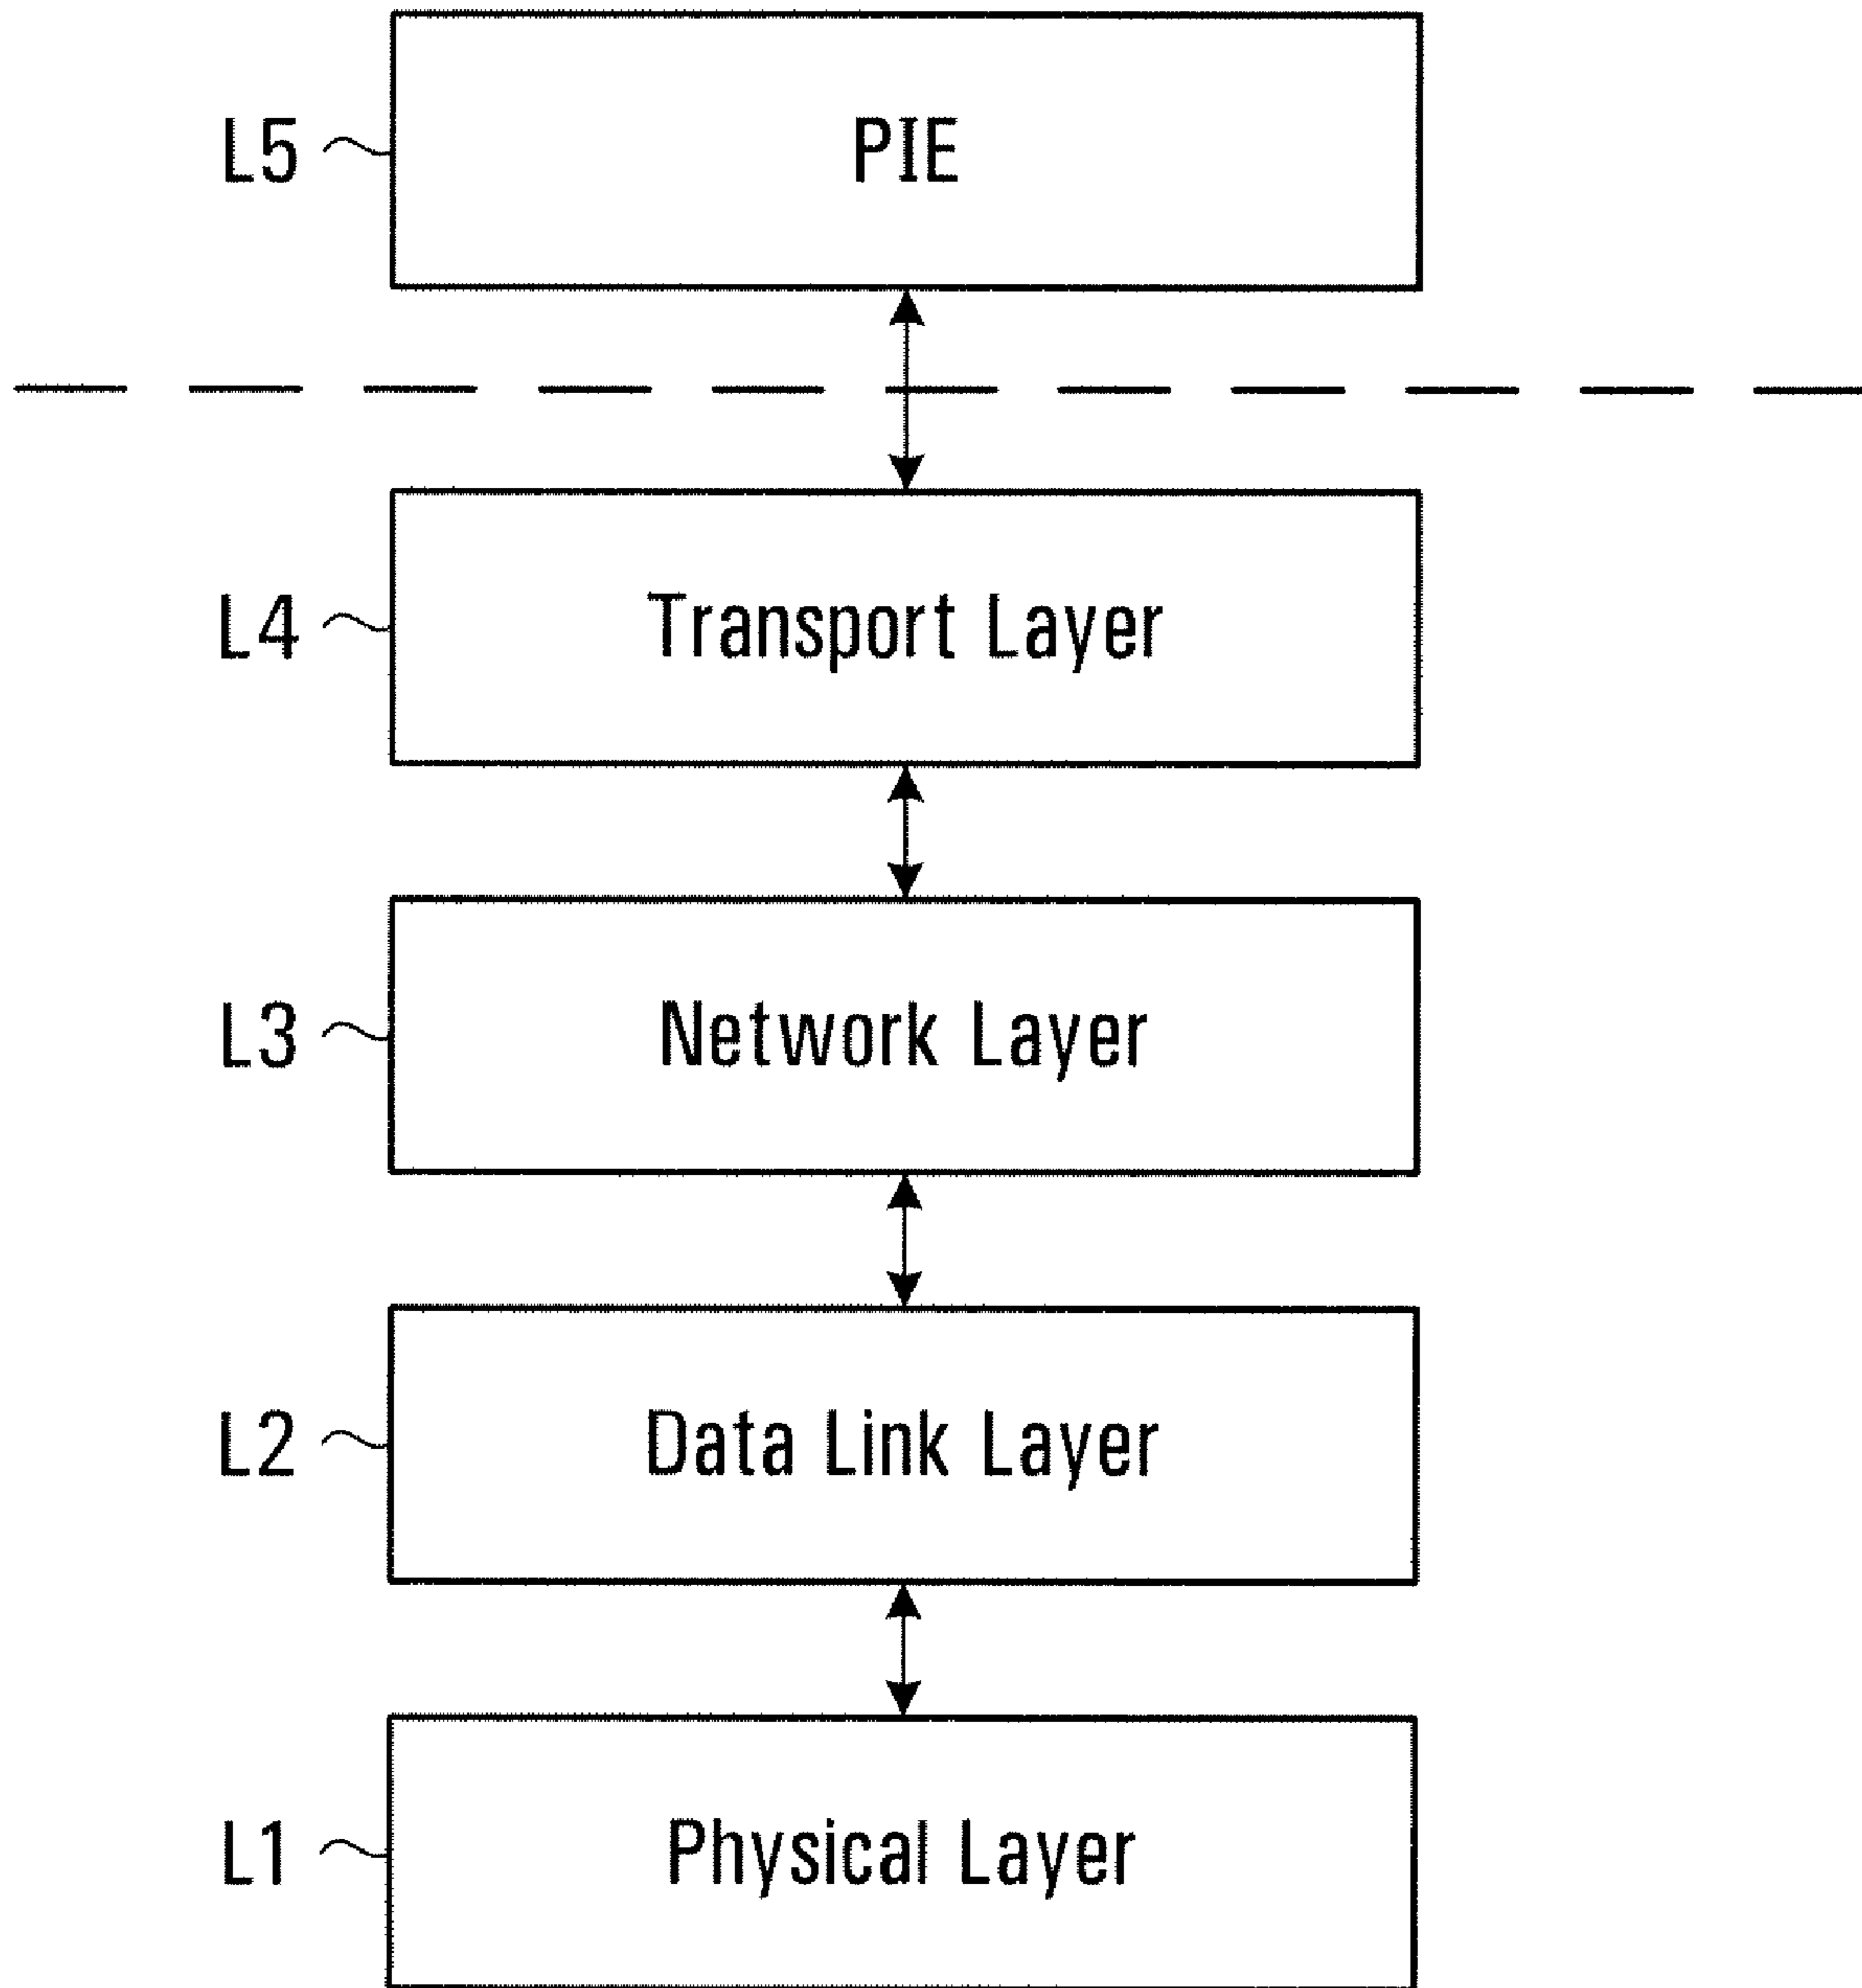 L5 PIE
L4 Transport Layer
L3 Network Layer
L2 Data Link Layer
L1 Physical Layer